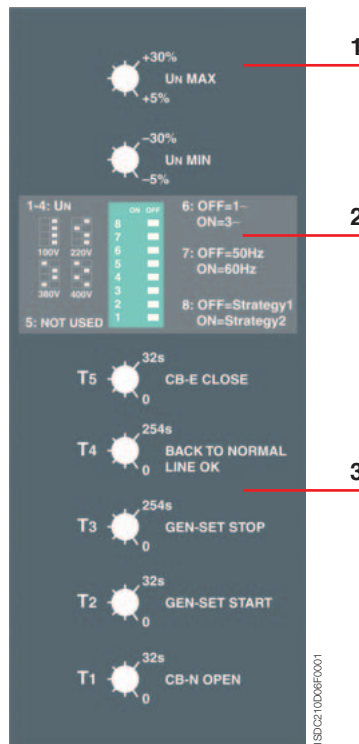 +30%
UN MAX
+5%
1
-30%
UN MIN
-5%
1-4: UN
100V 220V
380V 400V
5: NOT USED
ON OFF
8
7
6
5
4
3
2
1
6: OFF=1~
ON=3~
7: OFF=50Hz
ON=60Hz
8: OFF=Strategy1
ON=Strategy2
2
32s
T5 CB-E CLOSE
0
254s
T4 BACK TO NORMAL
0 LINE OK
3
254s
T3 GEN-SET STOP
0
32s
T2 GEN-SET START
0
32s
T1 CB-N OPEN
0
1SDC210D06F0001